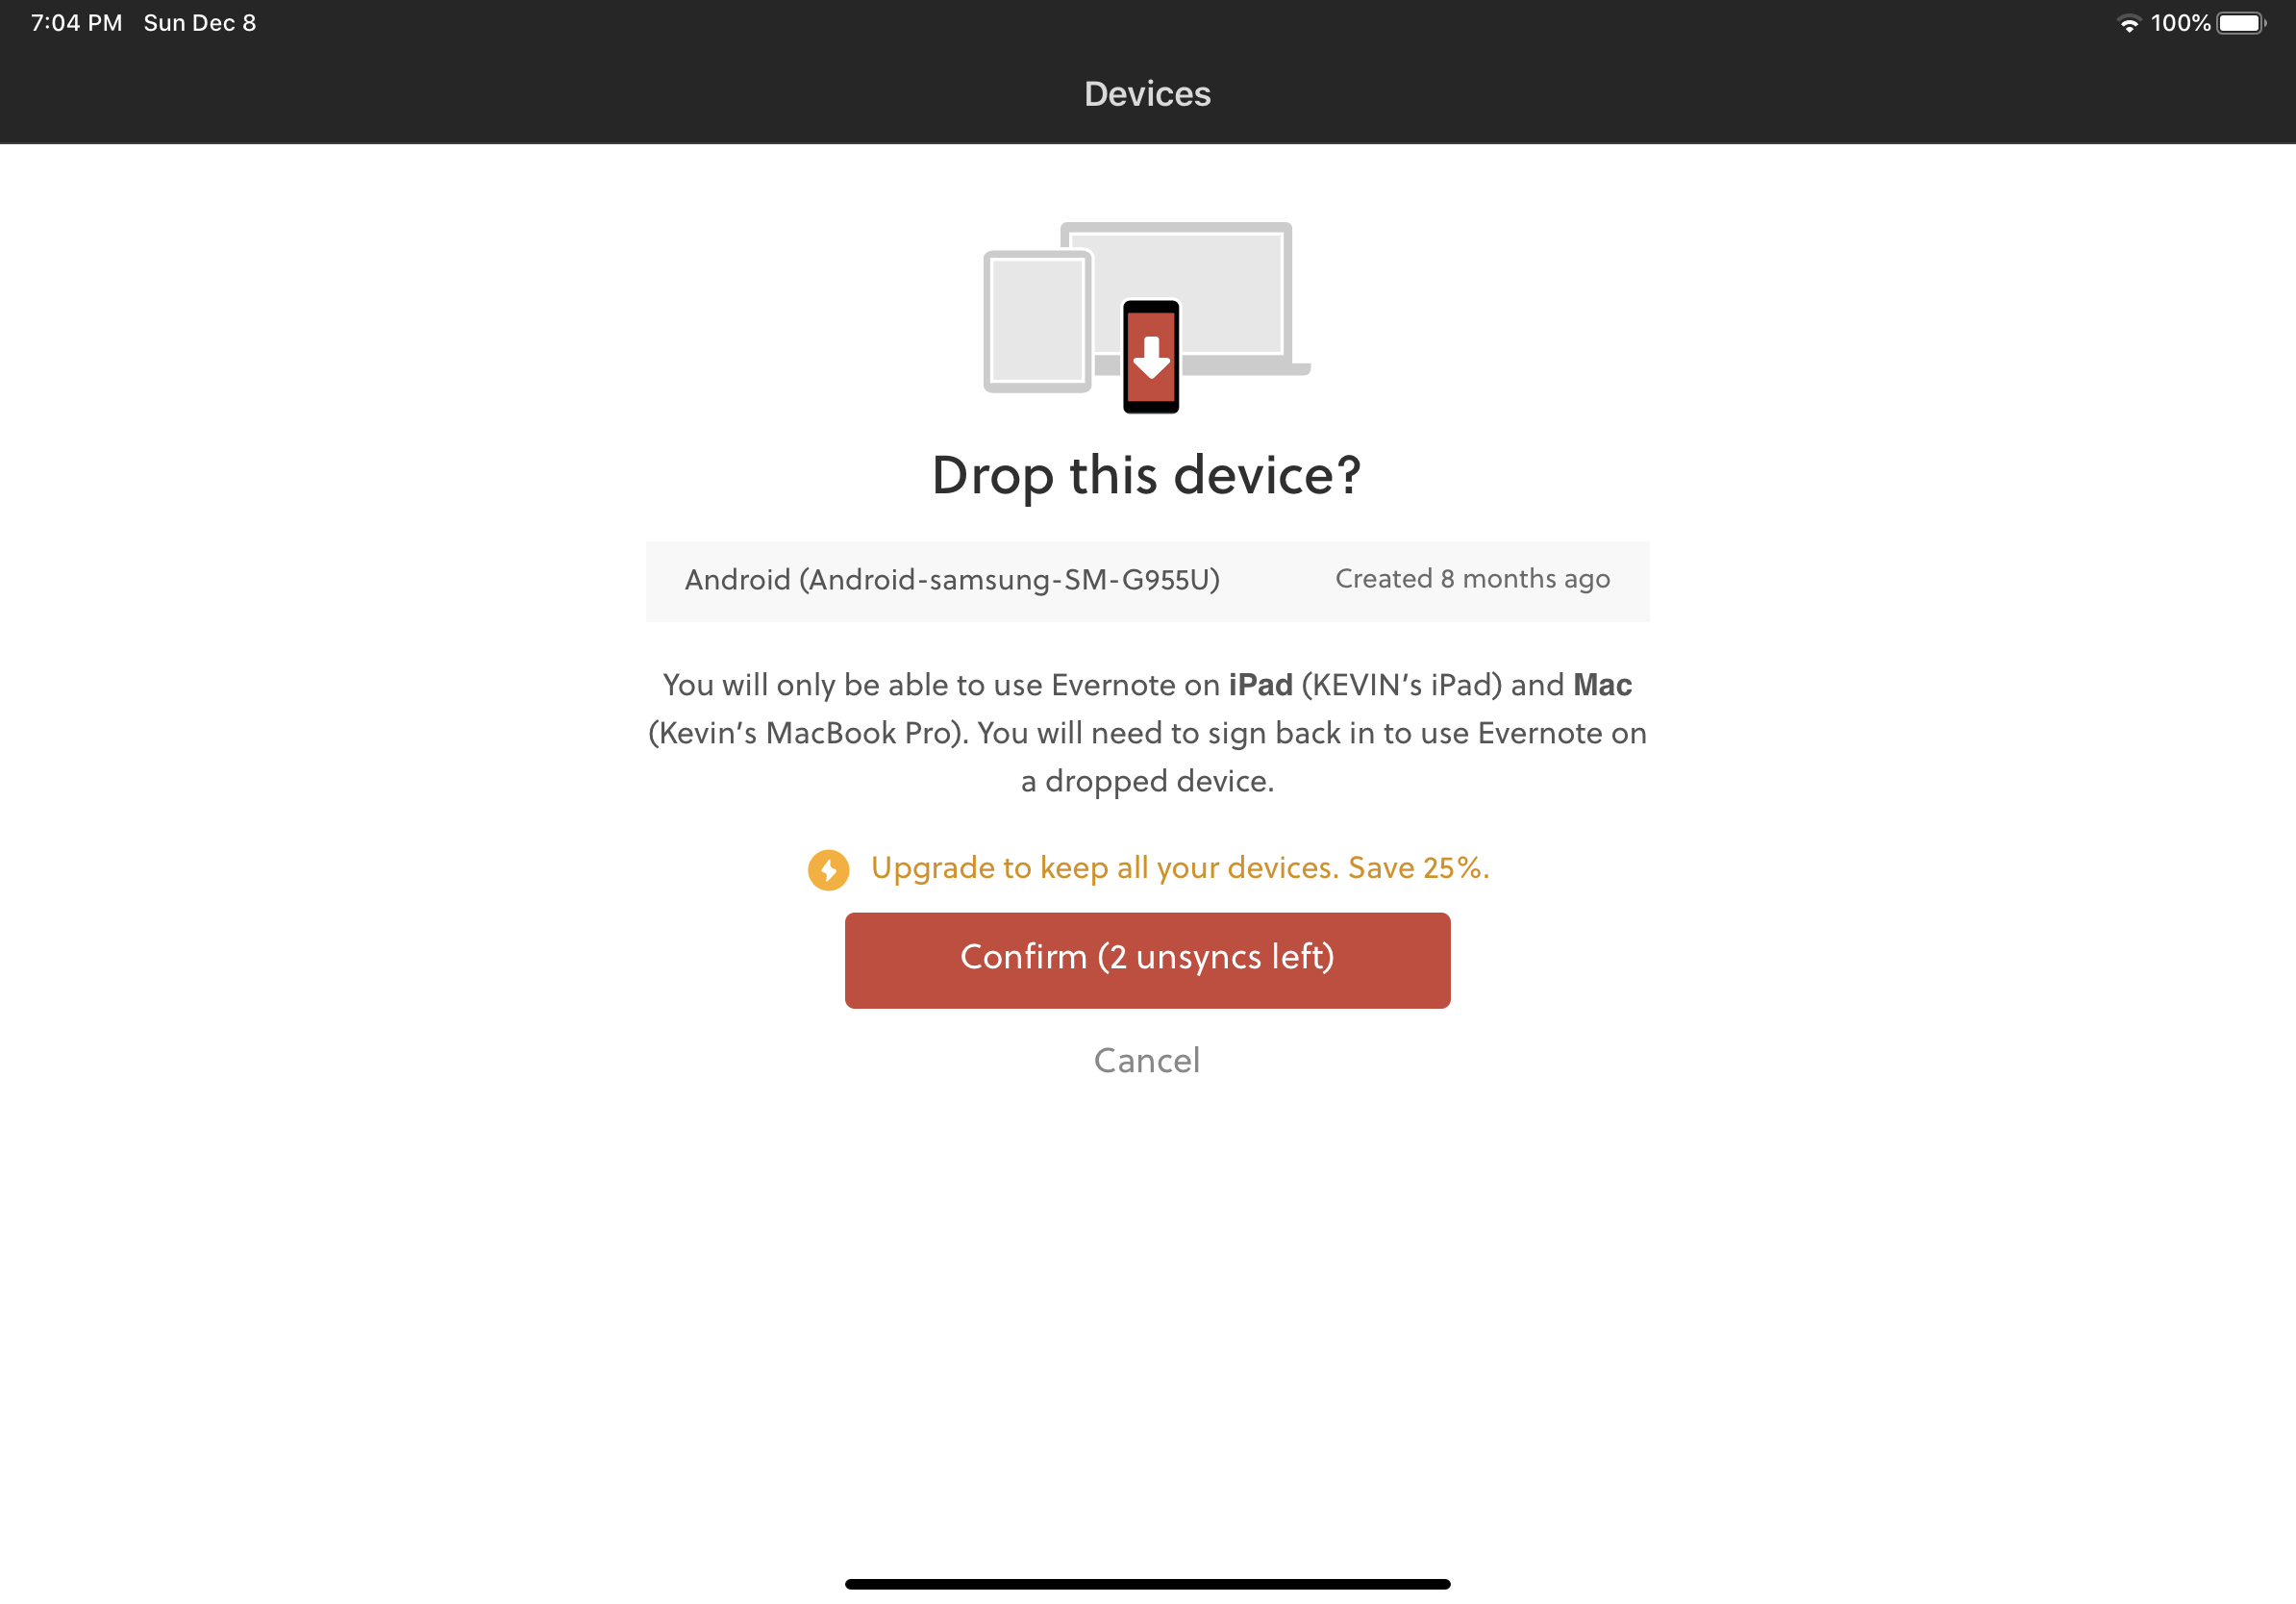 7:04 PM Sun Dec 8
100%
Devices
Drop this device?
Android (Android-samsung-SM-G955U) Created 8 months ago
You will only be able to use Evernote on iPad (KEVIN’s iPad) and Mac
(Kevin’s MacBook Pro). You will need to sign back in to use Evernote on
a dropped device.
Upgrade to keep all your devices. Save 25%.
Confirm (2 unsyncs left)
Cancel